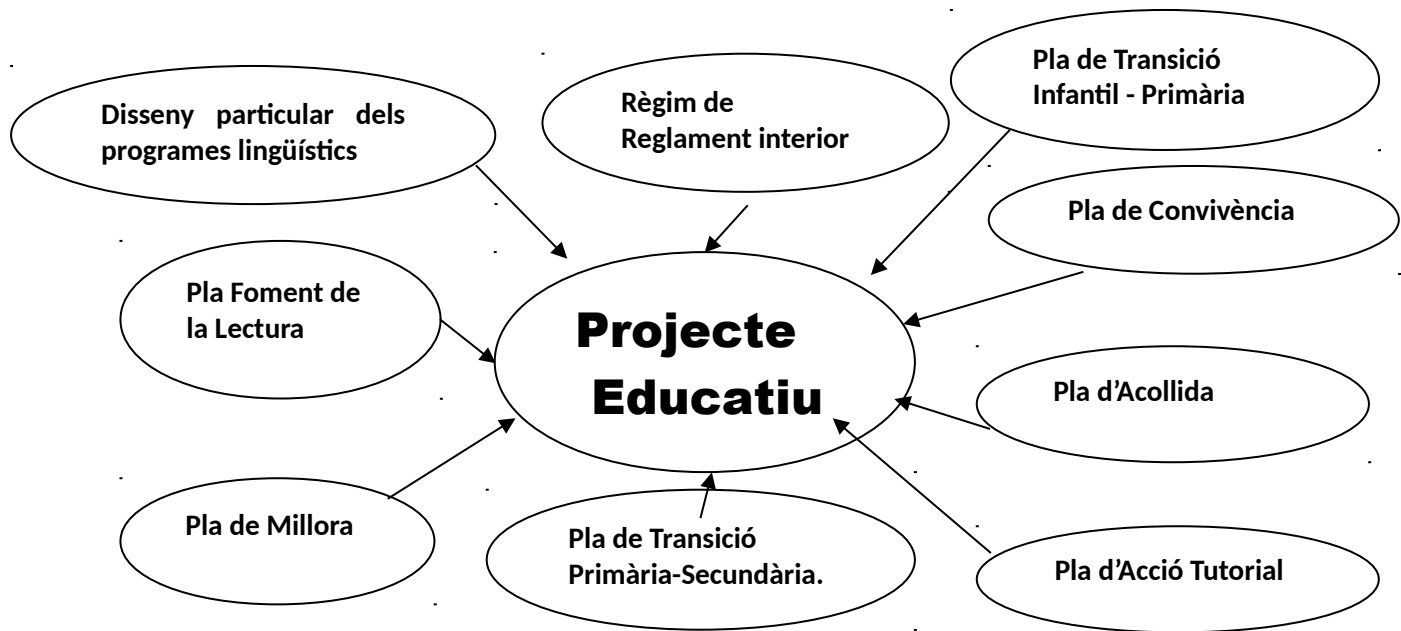 Pla de Transició
Infantil - Primària
Règim de
Reglament interior
Disseny particular dels
programes lingüístics
Pla de Convivència
Pla Foment de
la Lectura
Projecte
Educatiu
Pla d’Acollida
Pla de Millora
Pla de Transició
Primària-Secundària.
Pla d’Acció Tutorial